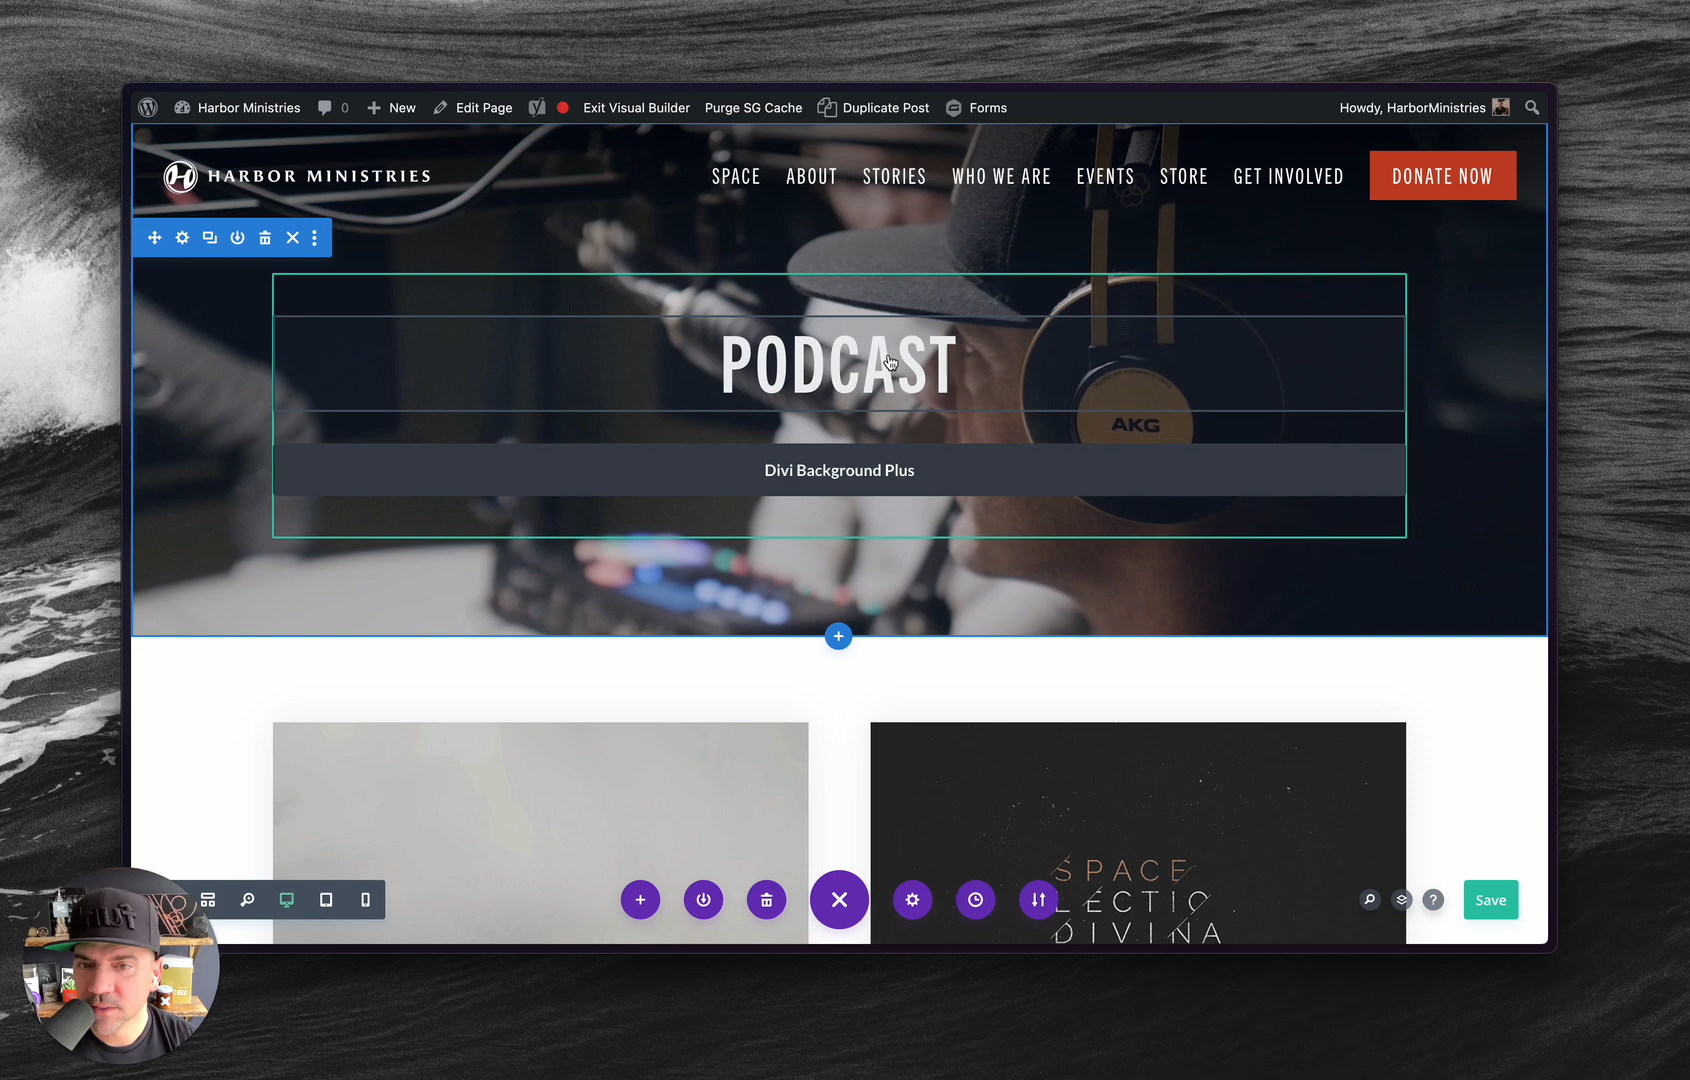 Harbor Ministries 0 New Edit Page Exit Visual Builder Purge SG Cache Duplicate Post Forms Howdy, HarborMinistries
HARBOR MINISTRIES SPACE ABOUT STORIES WHO WE ARE EVENTS STORE GET INVOLVED DONATE NOW
PODCAST
AKG
Divi Background Plus
SPACE
LECTIO
DIVINA
? Save